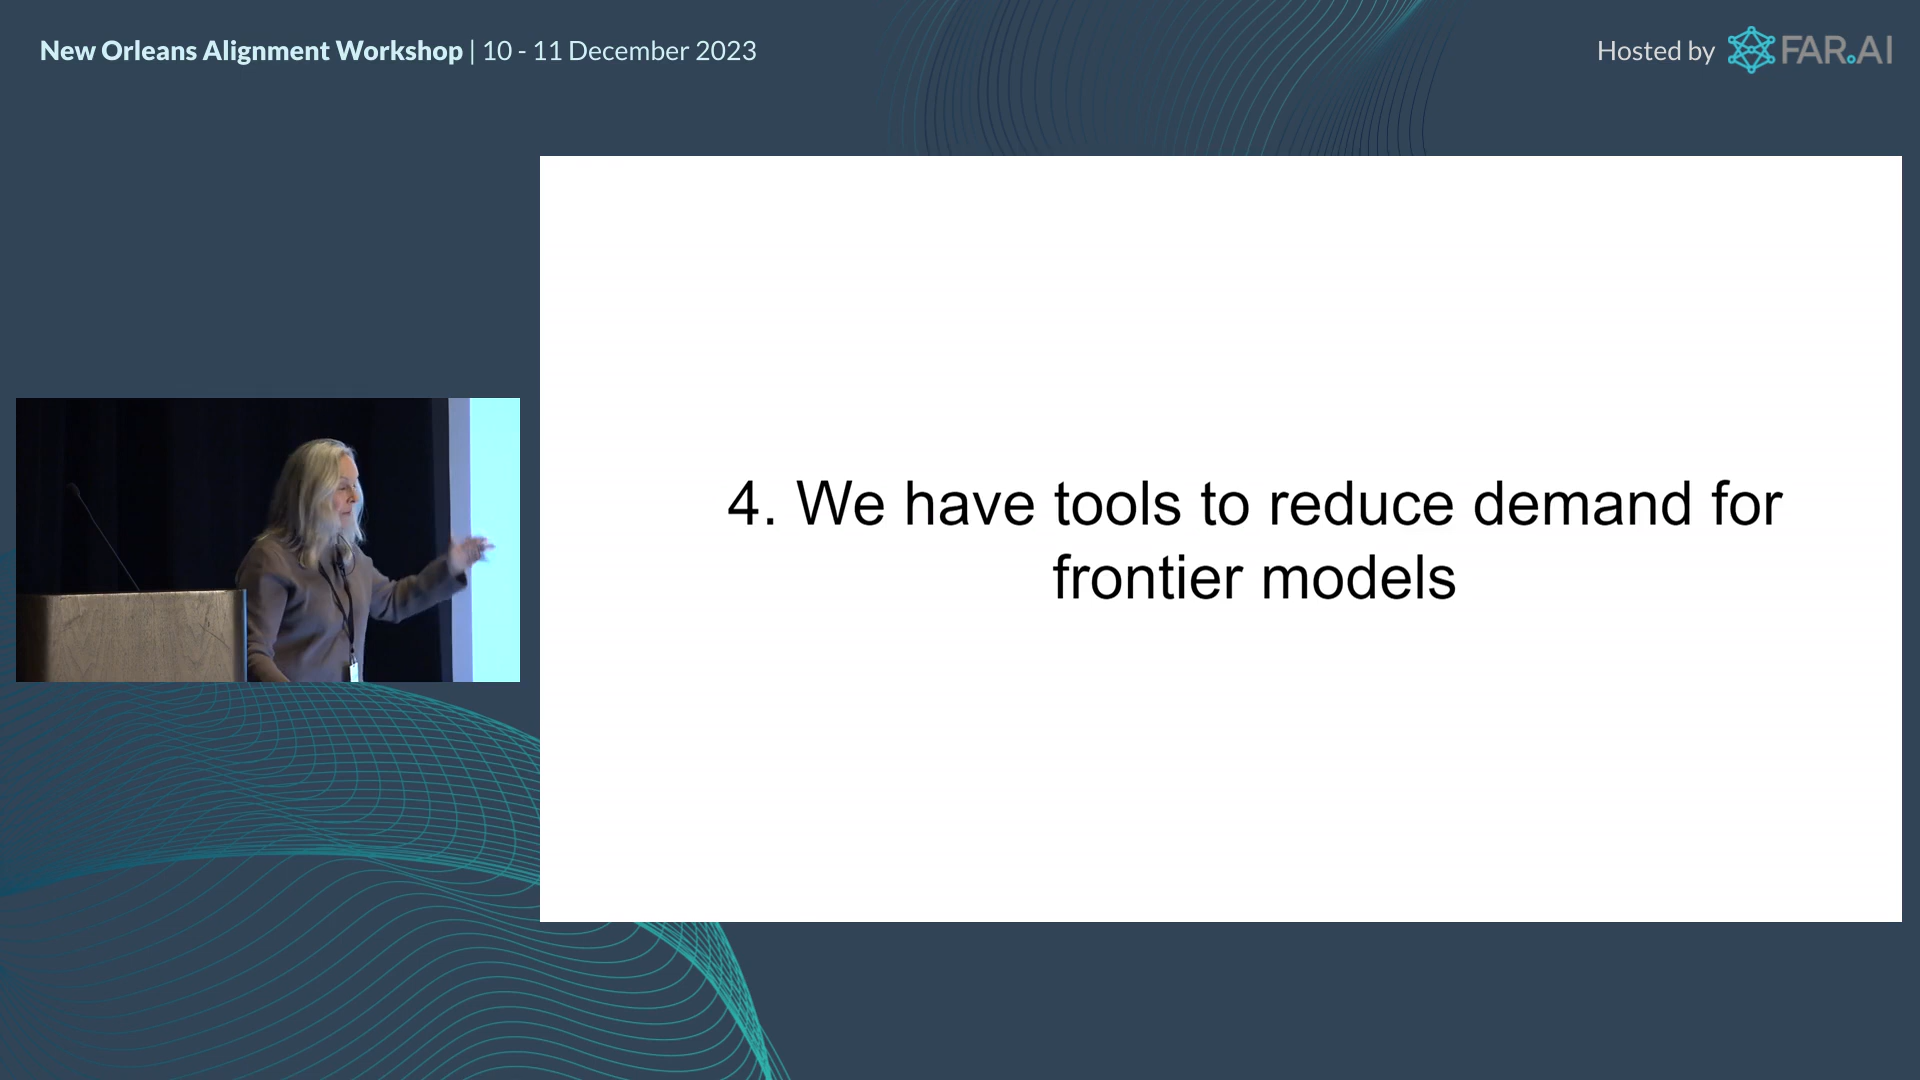 New Orleans Alignment Workshop | 10 - 11 December 2023
Hosted by FAR.AI
4. We have tools to reduce demand for
frontier models